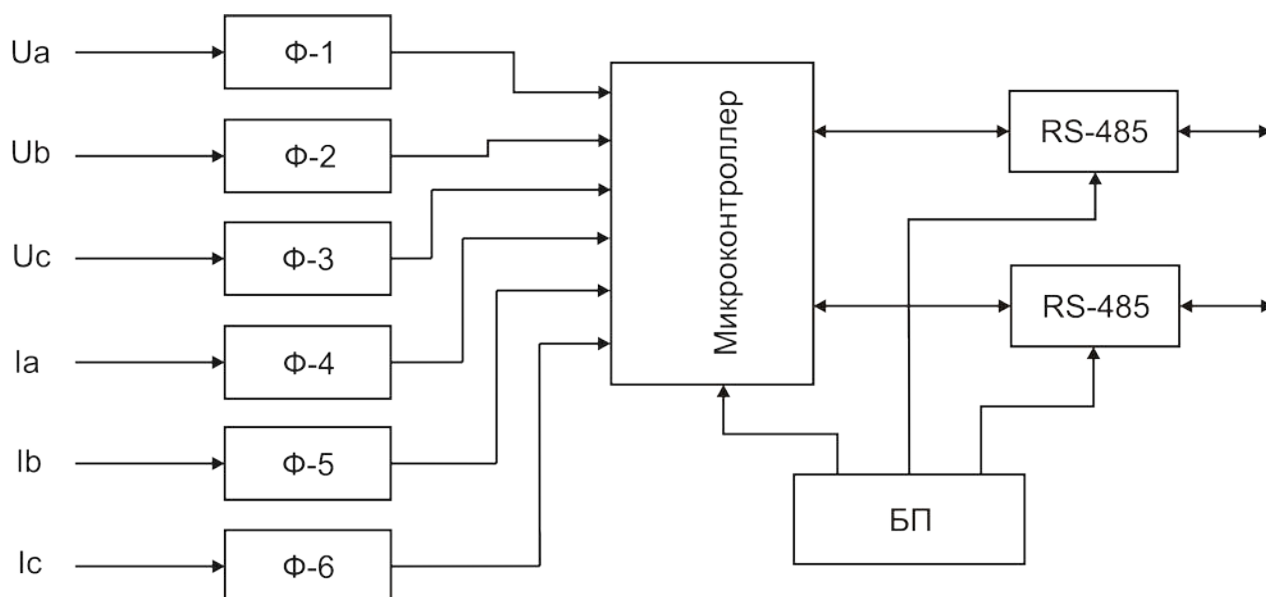 Ua
Ф-1
Ub
Ф-2
Uc
Ф-3
Ia
Ф-4
Ib
Ф-5
Ic
Ф-6
Микроконтроллер
RS-485
RS-485
БП